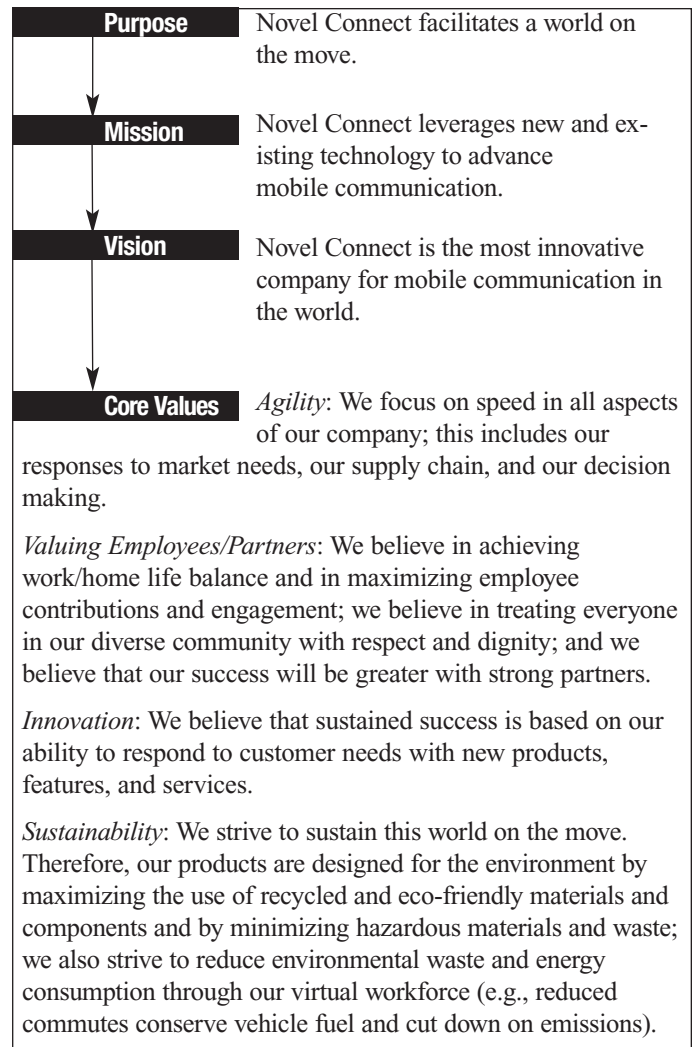 Purpose
Novel Connect facilitates a world on
the move.
Mission
Novel Connect leverages new and ex-
isting technology to advance
mobile communication.
Vision
Novel Connect is the most innovative
company for mobile communication in
the world.
Core Values
Agility: We focus on speed in all aspects
of our company; this includes our
responses to market needs, our supply chain, and our decision
making.
Valuing Employees/Partners: We believe in achieving
work/home life balance and in maximizing employee
contributions and engagement; we believe in treating everyone
in our diverse community with respect and dignity; and we
believe that our success will be greater with strong partners.
Innovation: We believe that sustained success is based on our
ability to respond to customer needs with new products,
features, and services.
Sustainability: We strive to sustain this world on the move.
Therefore, our products are designed for the environment by
maximizing the use of recycled and eco-friendly materials and
components and by minimizing hazardous materials and waste;
we also strive to reduce environmental waste and energy
consumption through our virtual workforce (e.g., reduced
commutes conserve vehicle fuel and cut down on emissions).